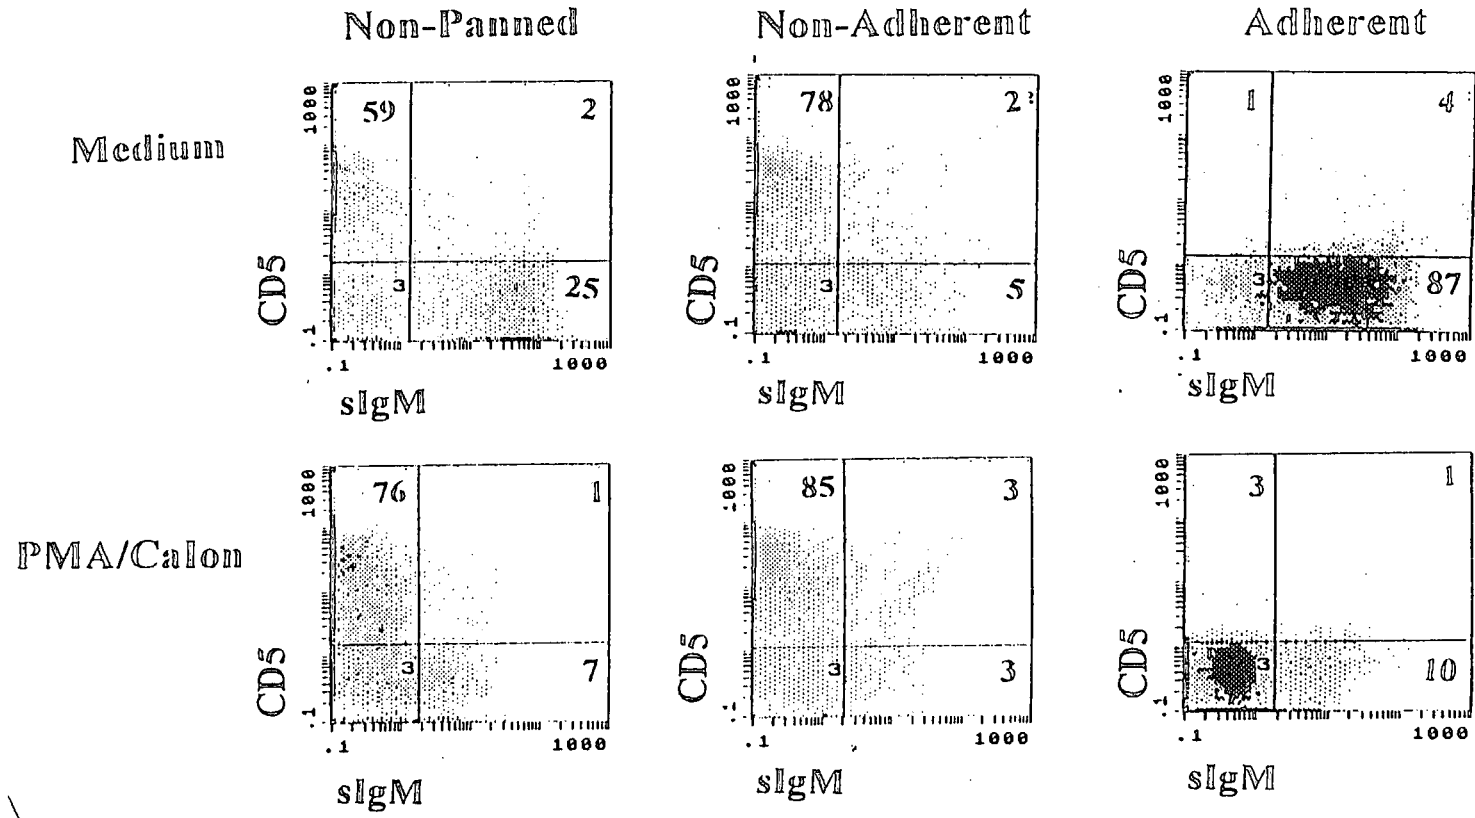 Non-Panned Non-Adherent Adherent
Medium
1000 59 2
CD5 3 25
.1
.1 1000
sIgM
1000 78 2
CD5 3 5
.1
.1 1000
sIgM
1000 1 4
CD5 3 87
.1
.1 1000
sIgM
PMA/Calon
1000 76 1
CD5 3 7
.1
.1 1000
sIgM
1000 85 3
CD5 3 3
.1
.1 1000
sIgM
1000 3 1
CD5 3 10
.1
.1 1000
sIgM